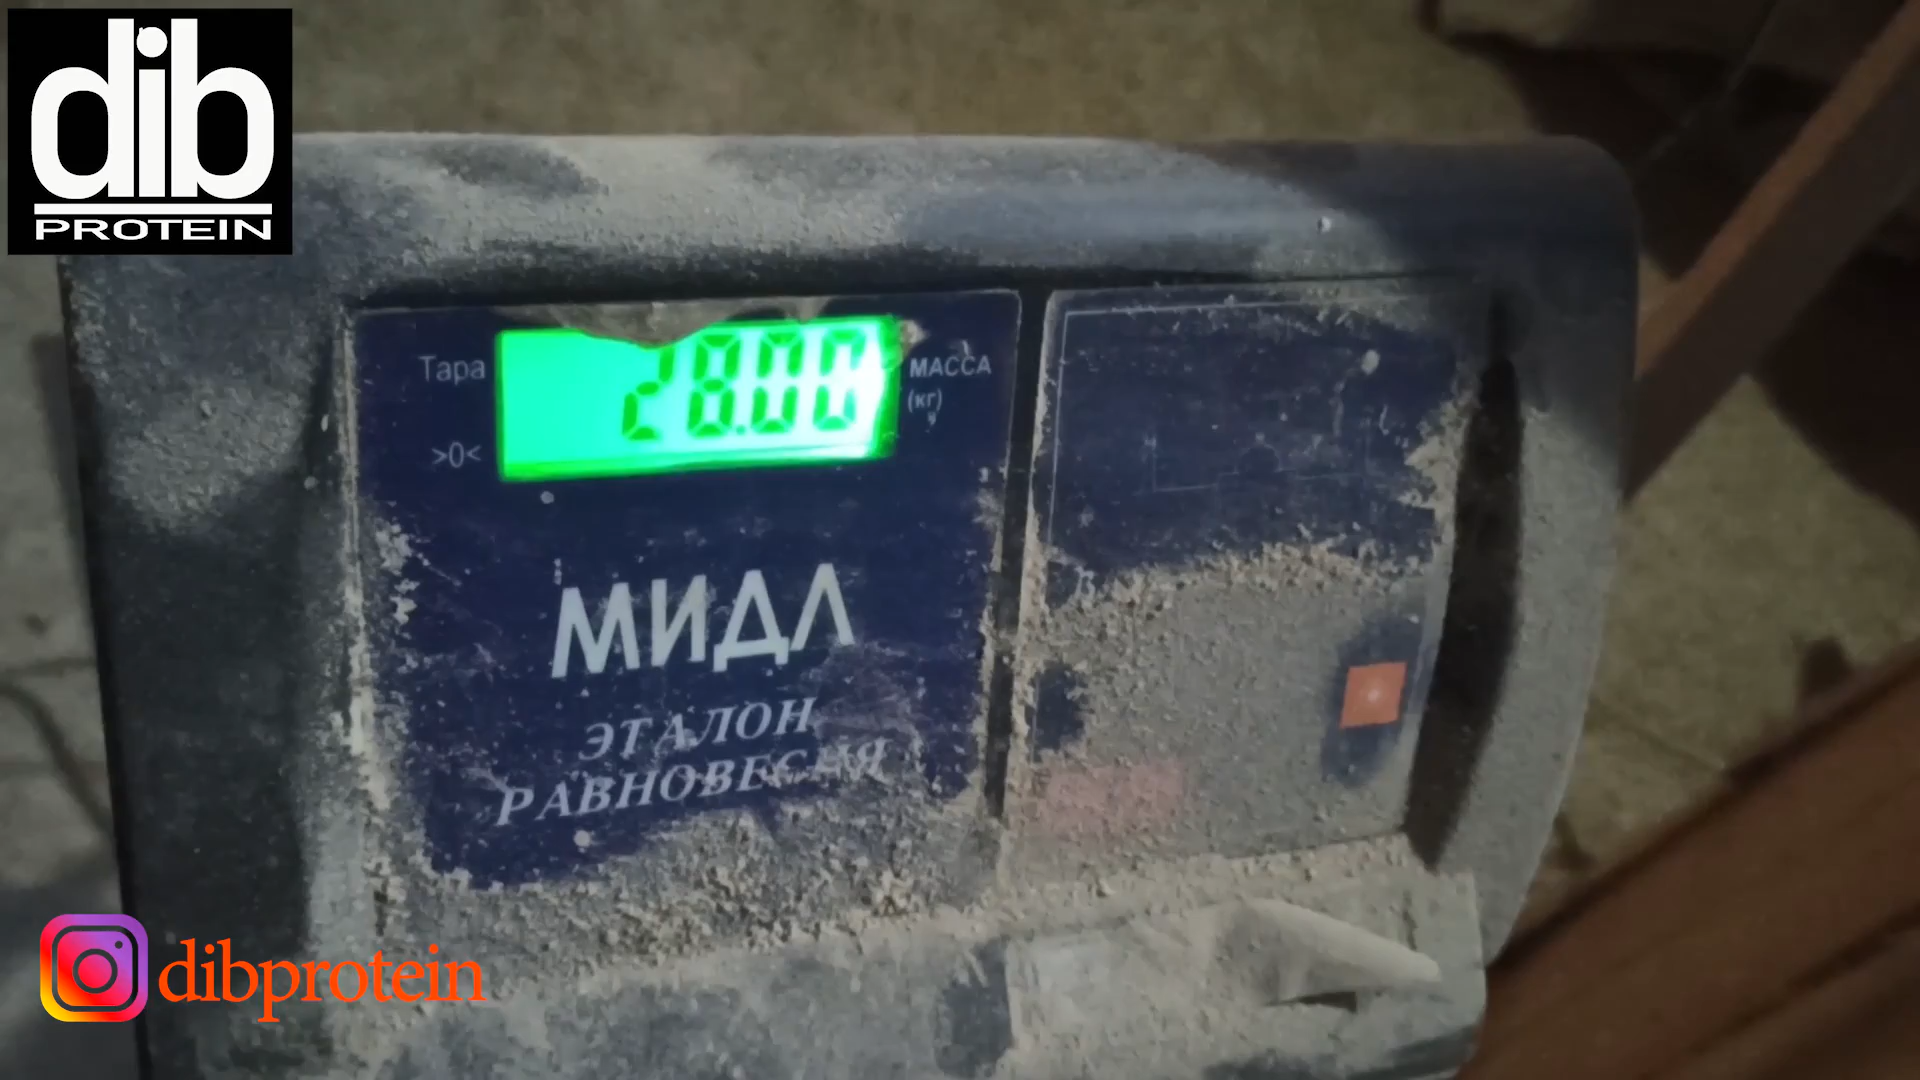 dib
PROTEIN
Тара
28.00
МАССА
(кг)
>0<
МИДЛ
ЭТАЛОН
РАВНОВЕСИЯ
dibprotein